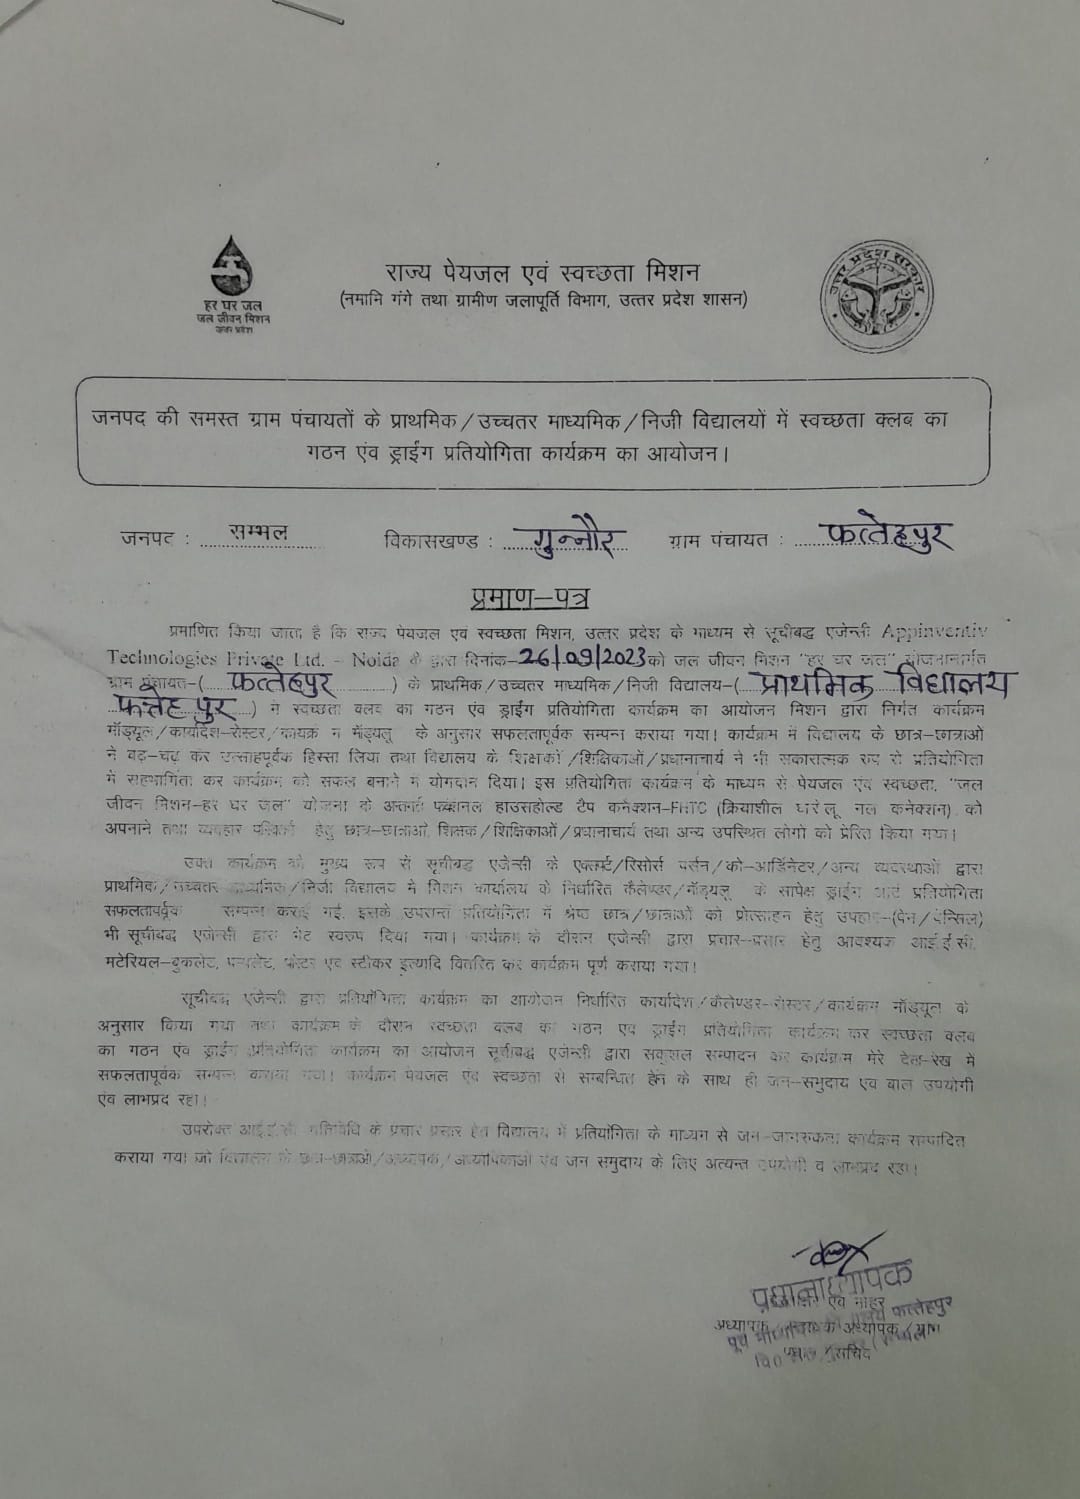 हर घर जल
जल जीवन मिशन
उत्तर प्रदेश
राज्य पेयजल एवं स्वच्छता मिशन
(नमामि गंगे तथा ग्रामीण जलापूर्ति विभाग, उत्तर प्रदेश शासन)
उत्तर प्रदेश सरकार
जनपद की समस्त ग्राम पंचायतों के प्राथमिक/उच्चतर माध्यमिक/निजी विद्यालयों में स्वच्छता क्लब का
गठन एंव ड्राईंग प्रतियोगिता कार्यक्रम का आयोजन।
जनपद : सम्भल विकासखण्ड : गुन्नौर ग्राम पंचायत : फत्तेहपुर
प्रमाण–पत्र
प्रमाणित किया जाता है कि राज्य पेयजल एवं स्वच्छता मिशन, उत्तर प्रदेश के माध्यम से सूचीबद्ध एजेन्सी Appinventiv
Technologies Private Ltd. - Noida के द्वारा दिनांक-26/09/2023 को जल जीवन मिशन "हर घर जल" योजनान्तर्गत
ग्राम पंचायत-( फत्तेहपुर ) के प्राथमिक/उच्चतर माध्यमिक/निजी विद्यालय-( प्राथमिक विद्यालय
फत्तेहपुर ) में स्वच्छता क्लब का गठन एंव ड्राईंग प्रतियोगिता कार्यक्रम का आयोजन मिशन द्वारा निर्गत कार्यक्रम
मॉड्यूल/कार्यादेश-रोस्टर/ के अनुसार सफलतापूर्वक सम्पन्न कराया गया। कार्यक्रम में विद्यालय के छात्र-छात्राओं
ने बढ़-चढ़ कर उत्साहपूर्वक हिस्सा लिया तथा विद्यालय के शिक्षकों/शिक्षिकाओं/प्रधानाचार्य ने भी सकारात्मक रूप से प्रतियोगिता
में सहभागिता कर कार्यक्रम को सफल बनाने में योगदान दिया। इस प्रतियोगिता कार्यक्रम के माध्यम से पेयजल एंव स्वच्छता, "जल
जीवन मिशन-हर घर जल" योजना के अन्तर्गत फंक्शनल हाउसहोल्ड टैप कनैक्शन-FHTC (क्रियाशील घरेलू नल कनेक्शन) को
अपनाने तथा व्यवहार हेतु छात्र-छात्राओं, शिक्षक/शिक्षिकाओं/प्रधानाचार्य तथा अन्य उपस्थित लोगो को प्रेरित किया गया।
उक्त कार्यक्रम को मुख्य रूप से सूचीबद्ध एजेन्सी के एक्सपर्ट/रिसोर्स पर्सन/को-आर्डिनेटर/अन्य व्यवस्थाओं द्वारा
प्राथमिक/उच्चतर माध्यमिक/निजी विद्यालय में मिशन कार्यालय के निर्धारित कैलेण्डर/ के सापेक्ष ड्राईंग आर्ट प्रतियोगिता
सफलतापूर्वक सम्पन्न कराई गई, इसके उपरान्त प्रतियोगिता में श्रेष्ठ छात्र/छात्राओं को प्रोत्साहन हेतु उपहार-(पेन/पेन्सिल)
भी सूचीबद्ध एजेन्सी द्वारा भेंट स्वरुप दिया गया। कार्यक्रम के दौरान एजेन्सी द्वारा प्रचार-प्रसार हेतु आवश्यक आई.ई.सी.
मटेरियल-बुकलेट, पम्पलेट, पोस्टर एवं स्टीकर इत्यादि वितरित कर कार्यक्रम पूर्ण कराया गया।
सूचीबद्ध एजेन्सी द्वारा प्रतियोगिता कार्यक्रम का आयोजन निर्धारित कार्यादेश/कैलेण्डर-रोस्टर/कार्यक्रम मॉड्यूल के
अनुसार किया गया तथा कार्यक्रम के दौरान स्वच्छता क्लब का गठन एवं ड्राईंग प्रतियोगिता कार्यक्रम कर स्वच्छता क्लब
का गठन एंव ड्राईंग प्रतियोगिता कार्यक्रम का आयोजन सूचीबद्ध एजेन्सी द्वारा सकुशल सम्पादन कर कार्यक्रम मेरे देख-रेख में
सफलतापूर्वक सम्पन्न कराया गया। कार्यक्रम पेयजल एंव स्वच्छता से सम्बन्धित होने के साथ ही जन-समुदाय एंव बाल उपयोगी
एंव लाभप्रद रहा।
उपरोक्त आई.ई.सी. गतिविधि के प्रचार प्रसार हेतु विद्यालय में प्रतियोगिता के माध्यम से जन-जागरुकता कार्यक्रम सम्पादित
कराया गया जो विद्यालय के छात्र-छात्राओं/अध्यापक/अध्यापिकाओं एंव जन समुदाय के लिए अत्यन्त उपयोगी व लाभप्रद रहा।
प्रधानाध्यापक
एवं मोहर
फत्तेहपुर
अध्यापक अध्यापक/ग्राम